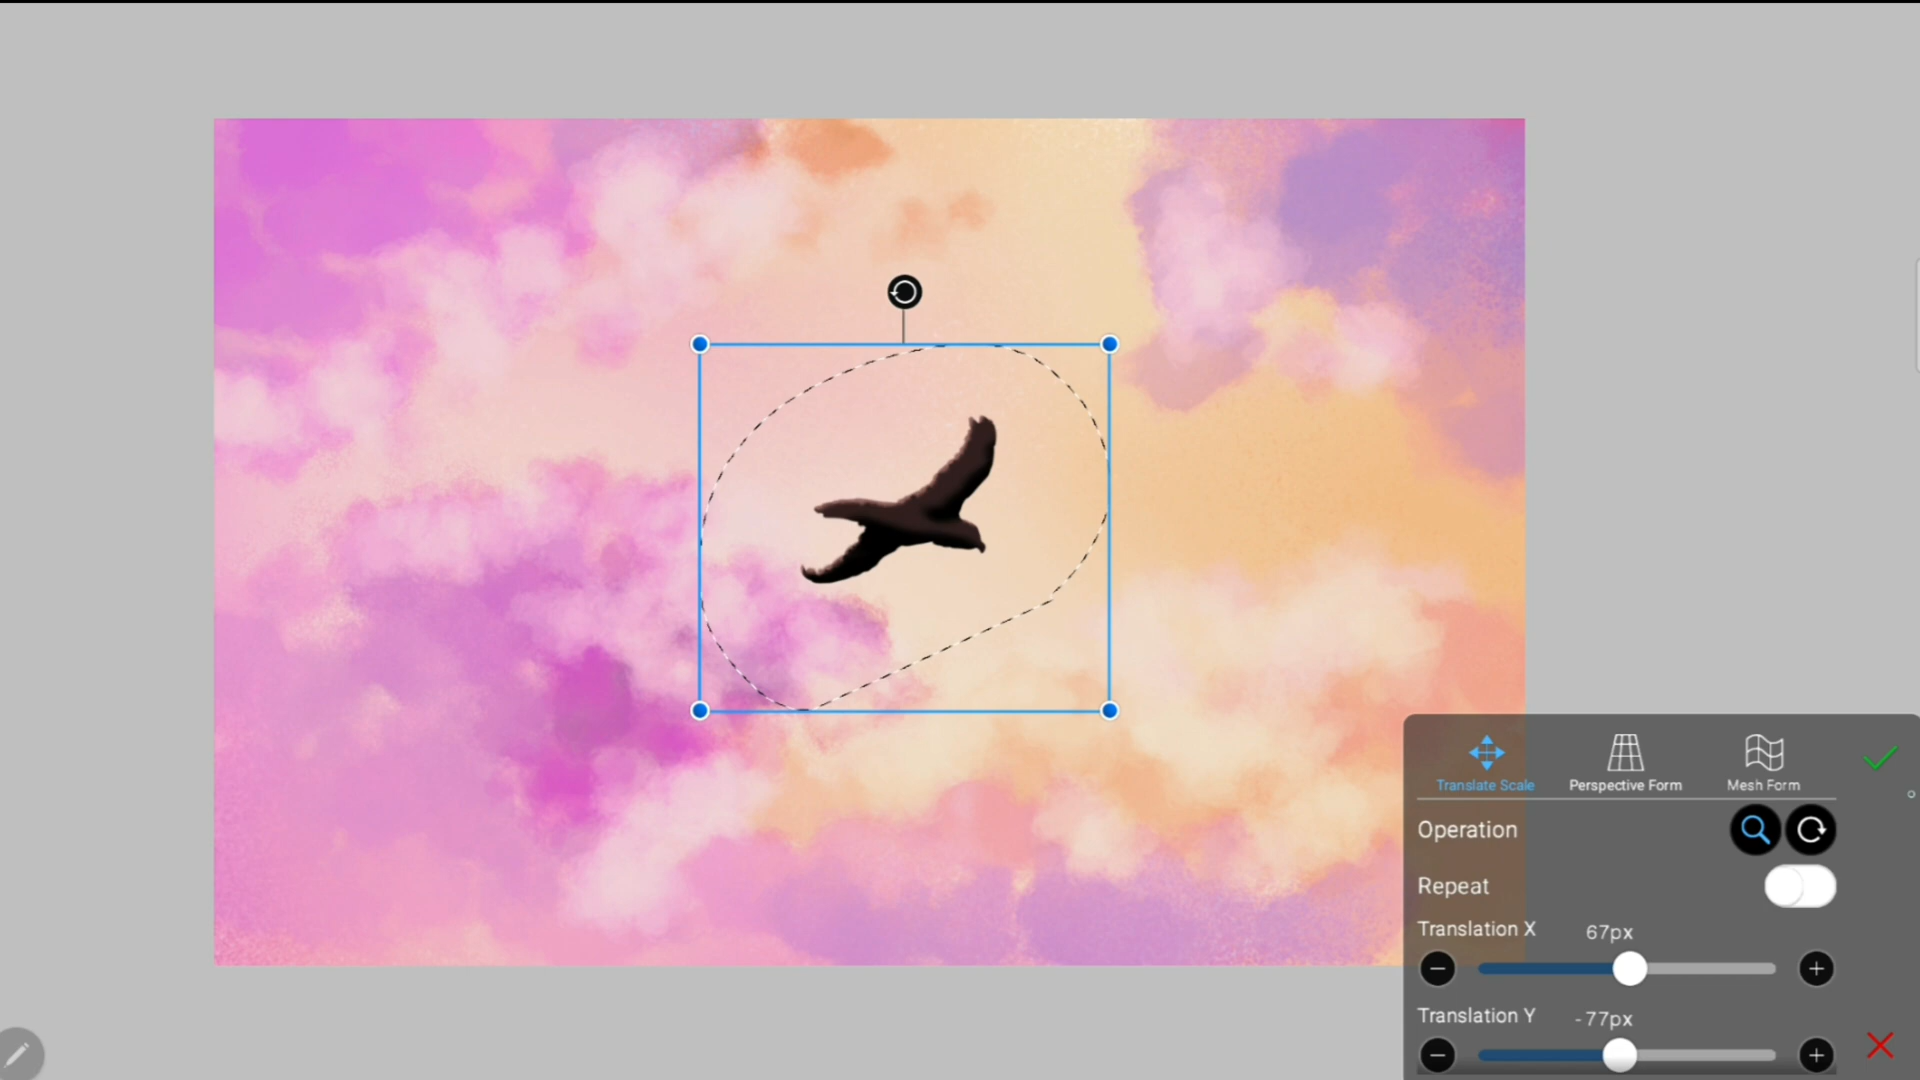 Translate Scale
Perspective Form
Mesh Form
Operation
Repeat
Translation X
67px
Translation Y
-77px